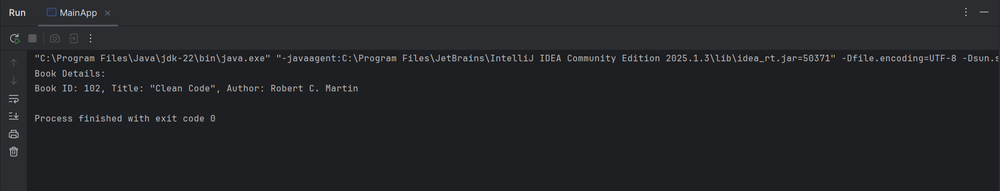 Run MainApp
"C:\Program Files\Java\jdk-22\bin\java.exe" "-javaagent:C:\Program Files\JetBrains\IntelliJ IDEA Community Edition 2025.1.3\lib\idea_rt.jar=50371" -Dfile.encoding=UTF-8 -Dsun.s
Book Details:
Book ID: 102, Title: "Clean Code", Author: Robert C. Martin
Process finished with exit code 0